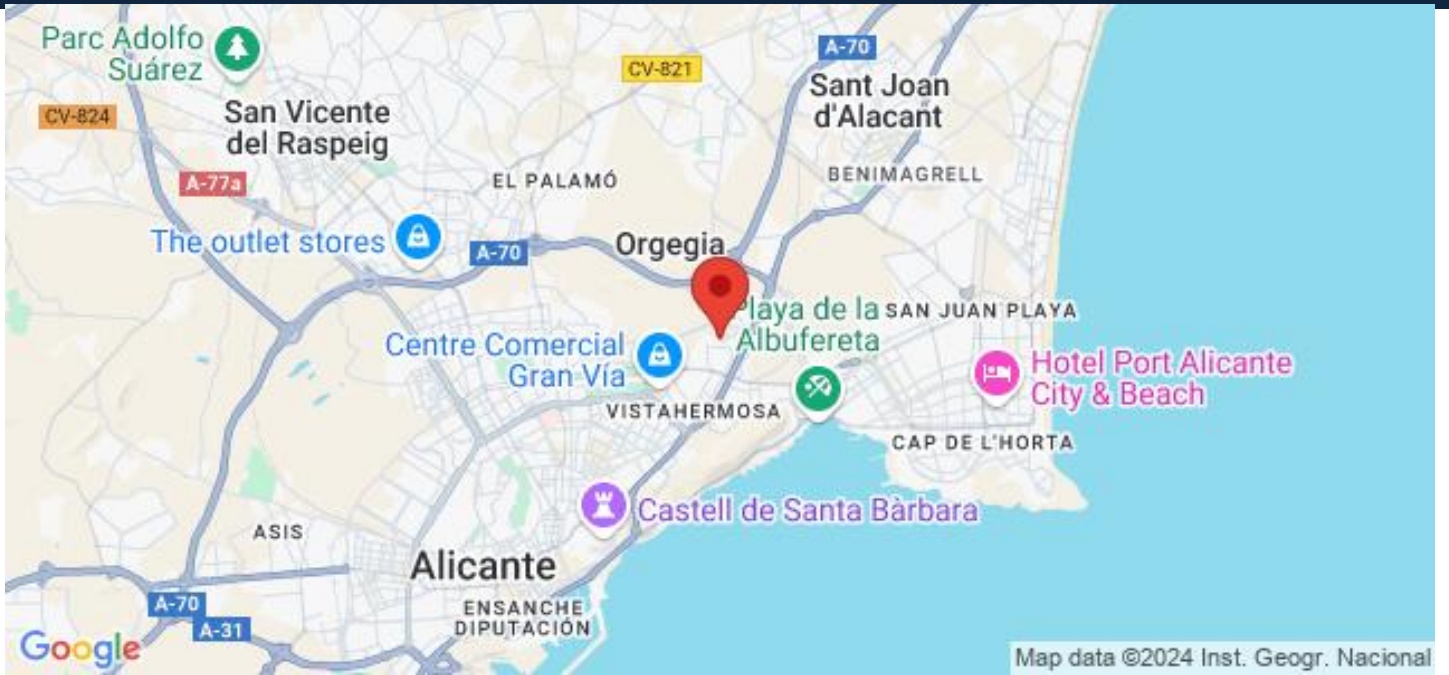 Parc Adolfo
Suárez
A-70
CV-821
Sant Joan
d'Alacant
CV-824
San Vicente
del Raspeig
A-77a
EL PALAMÓ
BENIMAGRELL
The outlet stores
A-70
Orgegia
Playa de la
Albufereta
SAN JUAN PLAYA
Centre Comercial
Gran Vía
Hotel Port Alicante
City & Beach
VISTAHERMOSA
CAP DE L'HORTA
Castell de Santa Bàrbara
ASIS
Alicante
A-70
A-31
ENSANCHE
DIPUTACIÓN
Google
Map data ©2024 Inst. Geogr. Nacional